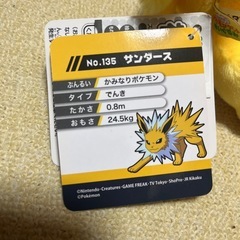 No.135 サンダース
ぶんるい かみなりポケモン
タイプ でんき
たかさ 0.8m
おもさ 24.5kg
©Nintendo･Creatures･GAME FREAK･TV Tokyo･ShoPro･JR Kikaku
©Pokémon